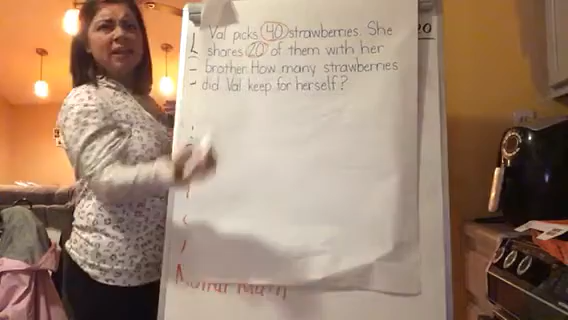 Val picks 40 strawberries. She
shares 20 of them with her
brother. How many strawberries
did Val keep for herself?
20